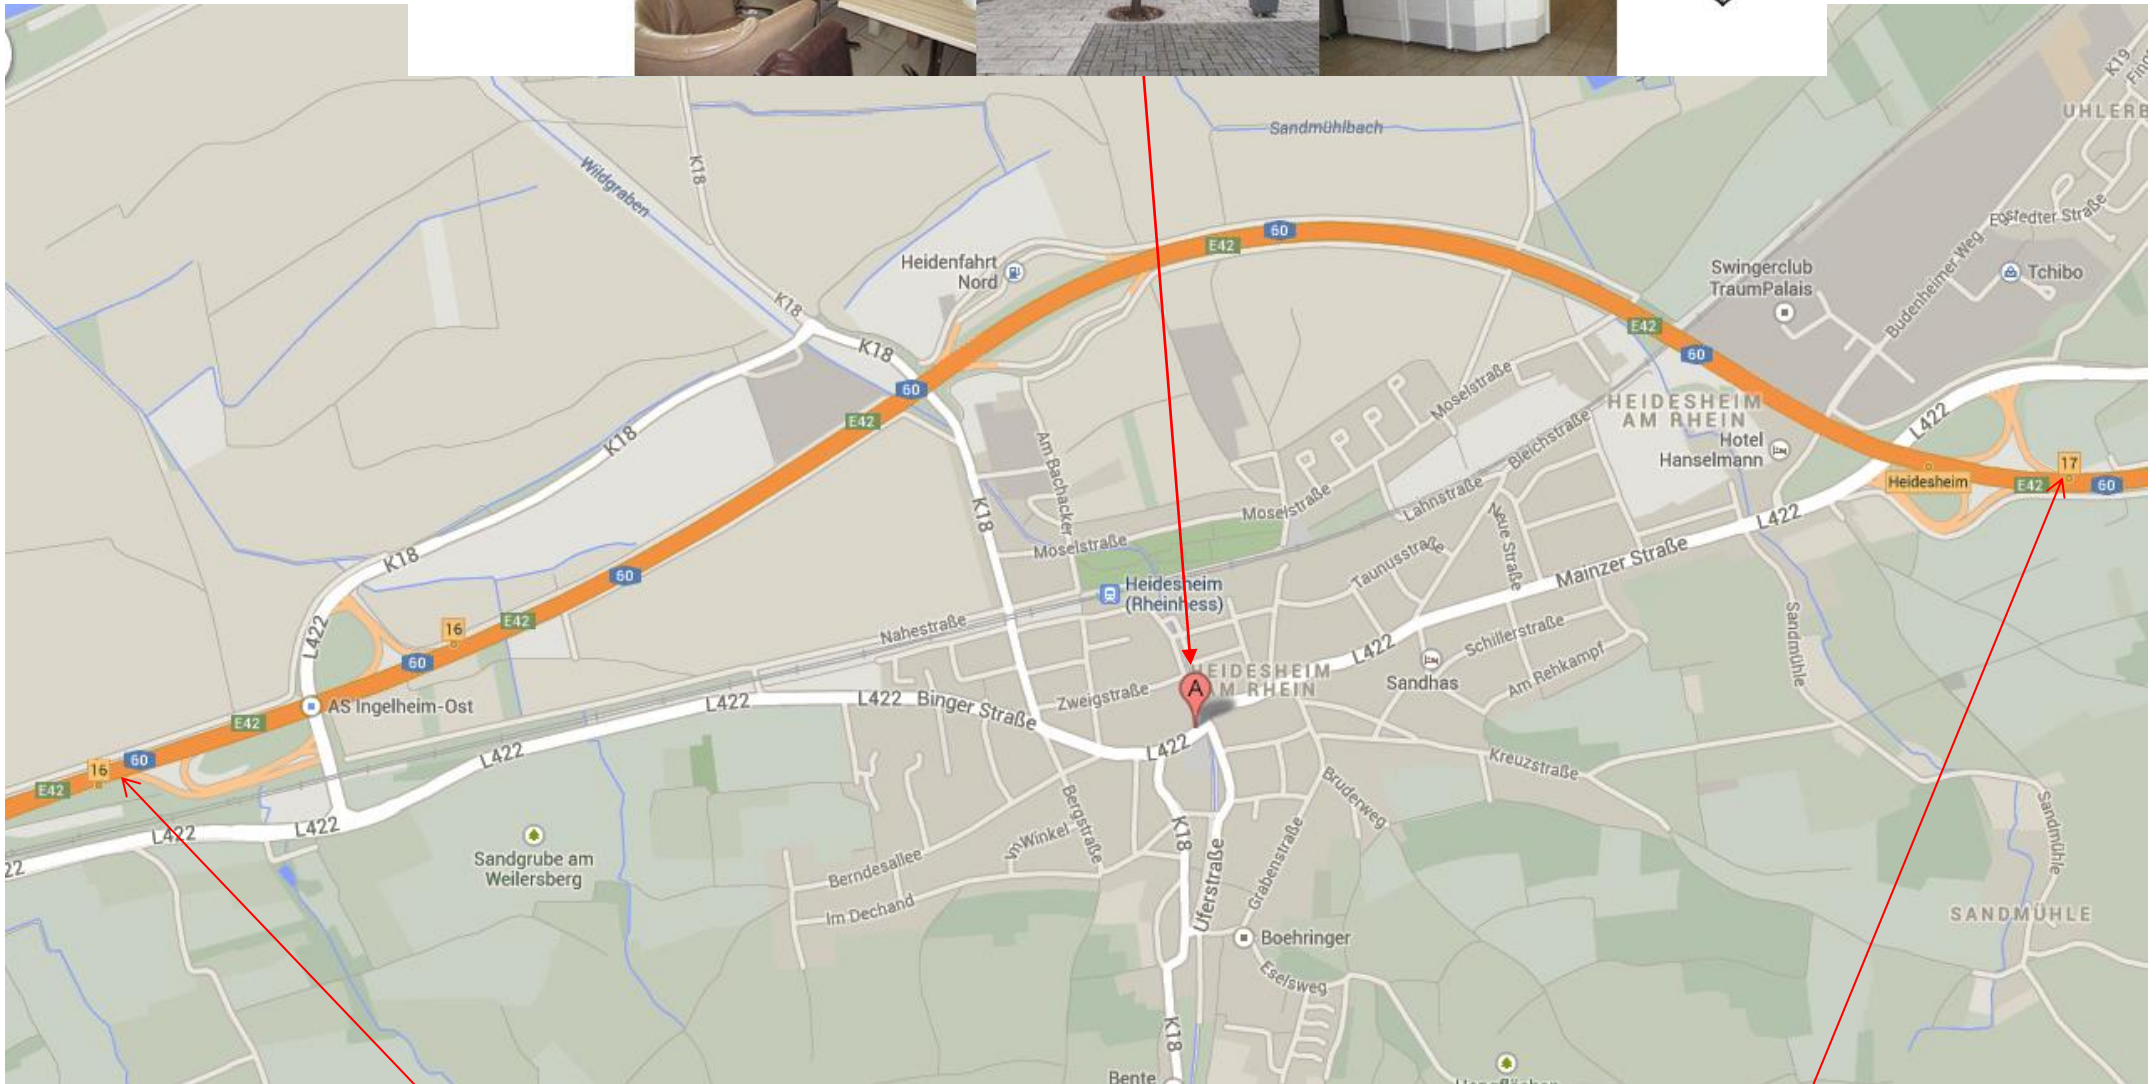 K19
UHLERB
Sandmühlbach
K18
Wildgraben
Straße
60
E42
Heidenfahrt
Nord
Swingerclub
TraumPalais
Tchibo
Budenheimer Weg
K18
E42
K18
60
60
E42
Moselstraße
HEIDESHEIM
AM RHEIN
L422
Hotel
Hanselmann
Bleichstraße
K18
Am Bachacker
17
Heidesheim
E42
60
K18
Moselstraße
Lahnstraße
Neue Straße
L422
Moselstraße
Taunusstraße
Mainzer Straße
K18
60
Heidesheim
(Rheinhess)
16
E42
Nahestraße
L422
60
Schillerstraße
L422
Sandmühle
HEIDESHEIM
AM RHEIN
A
Sandhas
Am Rehkampf
Zweigstraße
L422
L422
Binger Straße
AS Ingelheim-Ost
E42
L422
L422
Kreuzstraße
60
16
E42
Bruderweg
Bergstraße
L422
L422
K18
Im Winkel
Sandmühle
22
Sandgrube am
Weilersberg
Berndesallee
Grabenstraße
Uferstraße
Im Dechand
SANDMÜHLE
Boehringer
Eselsweg
K18
Bente